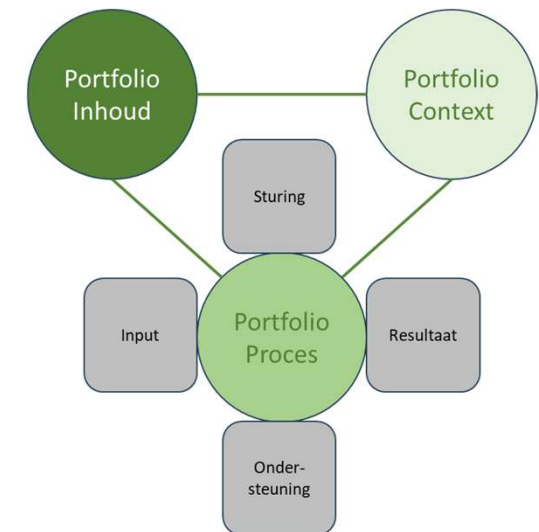 Portfolio
Inhoud
Portfolio
Context
Sturing
Input
Portfolio
Proces
Resultaat
Onder-
steuning